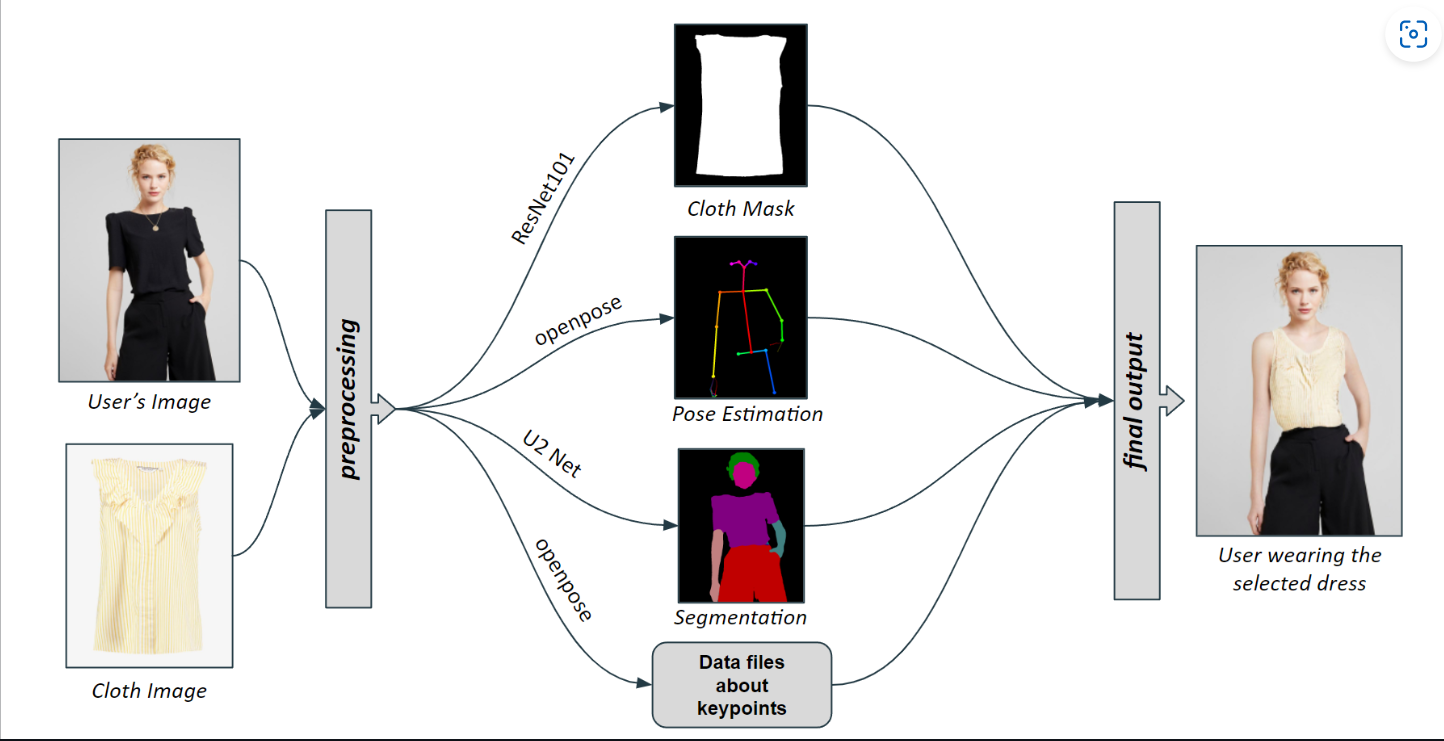 User's Image
Cloth Image
preprocessing
ResNet101
openpose
U2 Net
openpose
Cloth Mask
Pose Estimation
Segmentation
Data files
about
keypoints
final output
User wearing the
selected dress